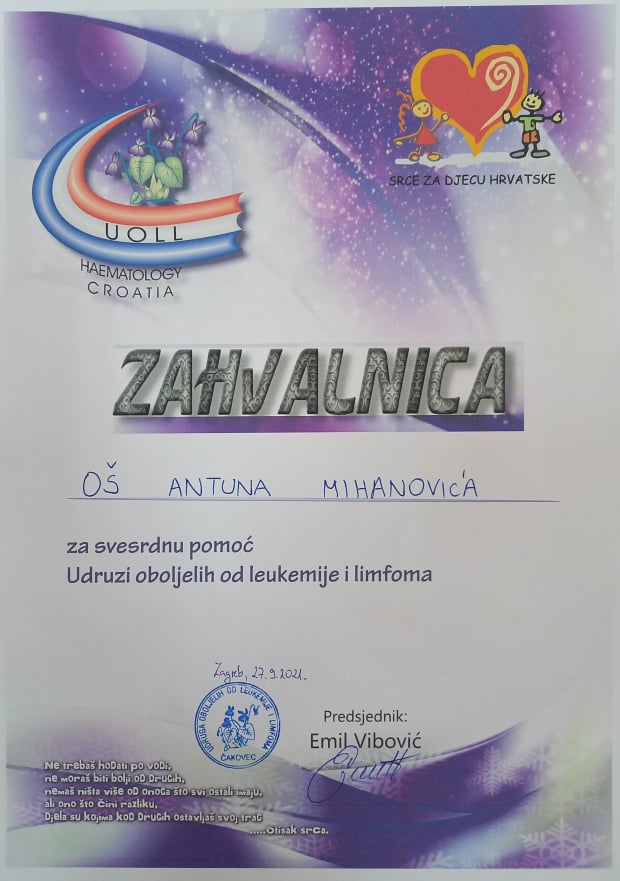 SRCE ZA DJECU HRVATSKE
UOLL
HAEMATOLOGY
CROATIA
ZAHVALNICA
OŠ ANTUNA MIHANOVIĆA
za svesrdnu pomoć
Udruzi oboljelih od leukemije i limfoma
Zagreb, 27.9.2021.
UDRUGA OBOLJELIH OD LEUKEMIJE I LIMFOMA
ČAKOVEC
Predsjednik:
Emil Vibović
Ne trebaš hodati po vodi,
ne moraš biti bolji od drugih,
nemaš ništa više od onoga što svi ostali imaju,
ali ono što čini razliku,
Djela su kojima kod drugih ostavljaš svoj trag
.....Otisak srca.